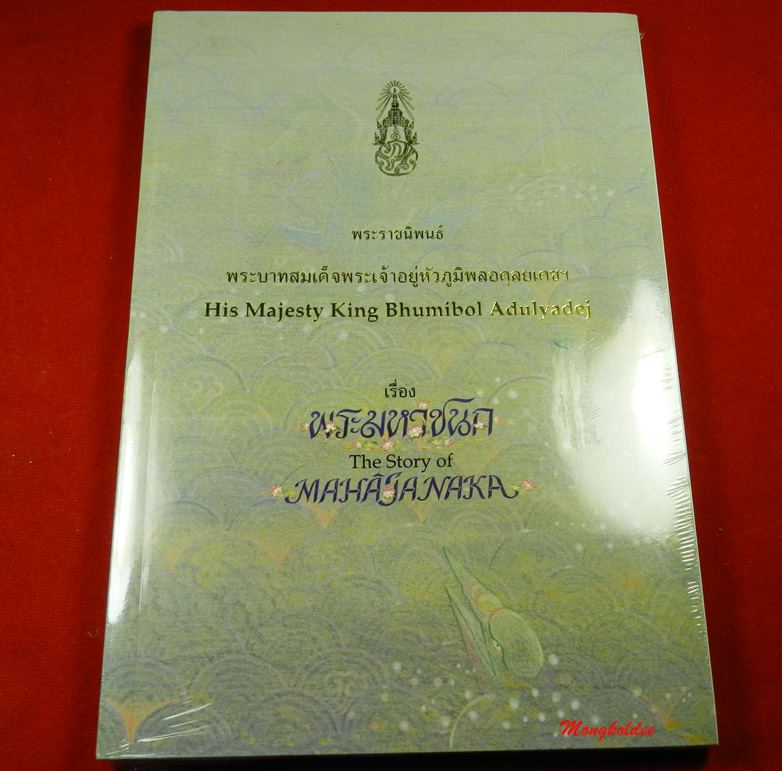 พระราชนิพนธ์
พระบาทสมเด็จพระเจ้าอยู่หัวภูมิพลอดุลยเดชฯ
His Majesty King Bhumibol Adulyadej
เรื่อง
พระมหาชนก
The Story of
MAHĀJANAKA
Mongkoldee